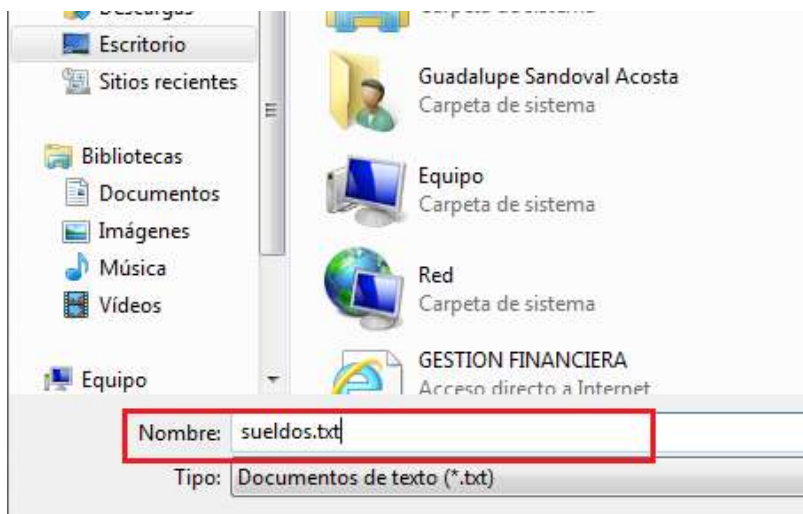 Descargas
Escritorio
Sitios recientes
Bibliotecas
Documentos
Imágenes
Música
Vídeos
Equipo
Carpeta de sistema
Guadalupe Sandoval Acosta
Carpeta de sistema
Equipo
Carpeta de sistema
Red
Carpeta de sistema
GESTION FINANCIERA
Acceso directo a Internet
Nombre: sueldos.txt
Tipo: Documentos de texto (*.txt)